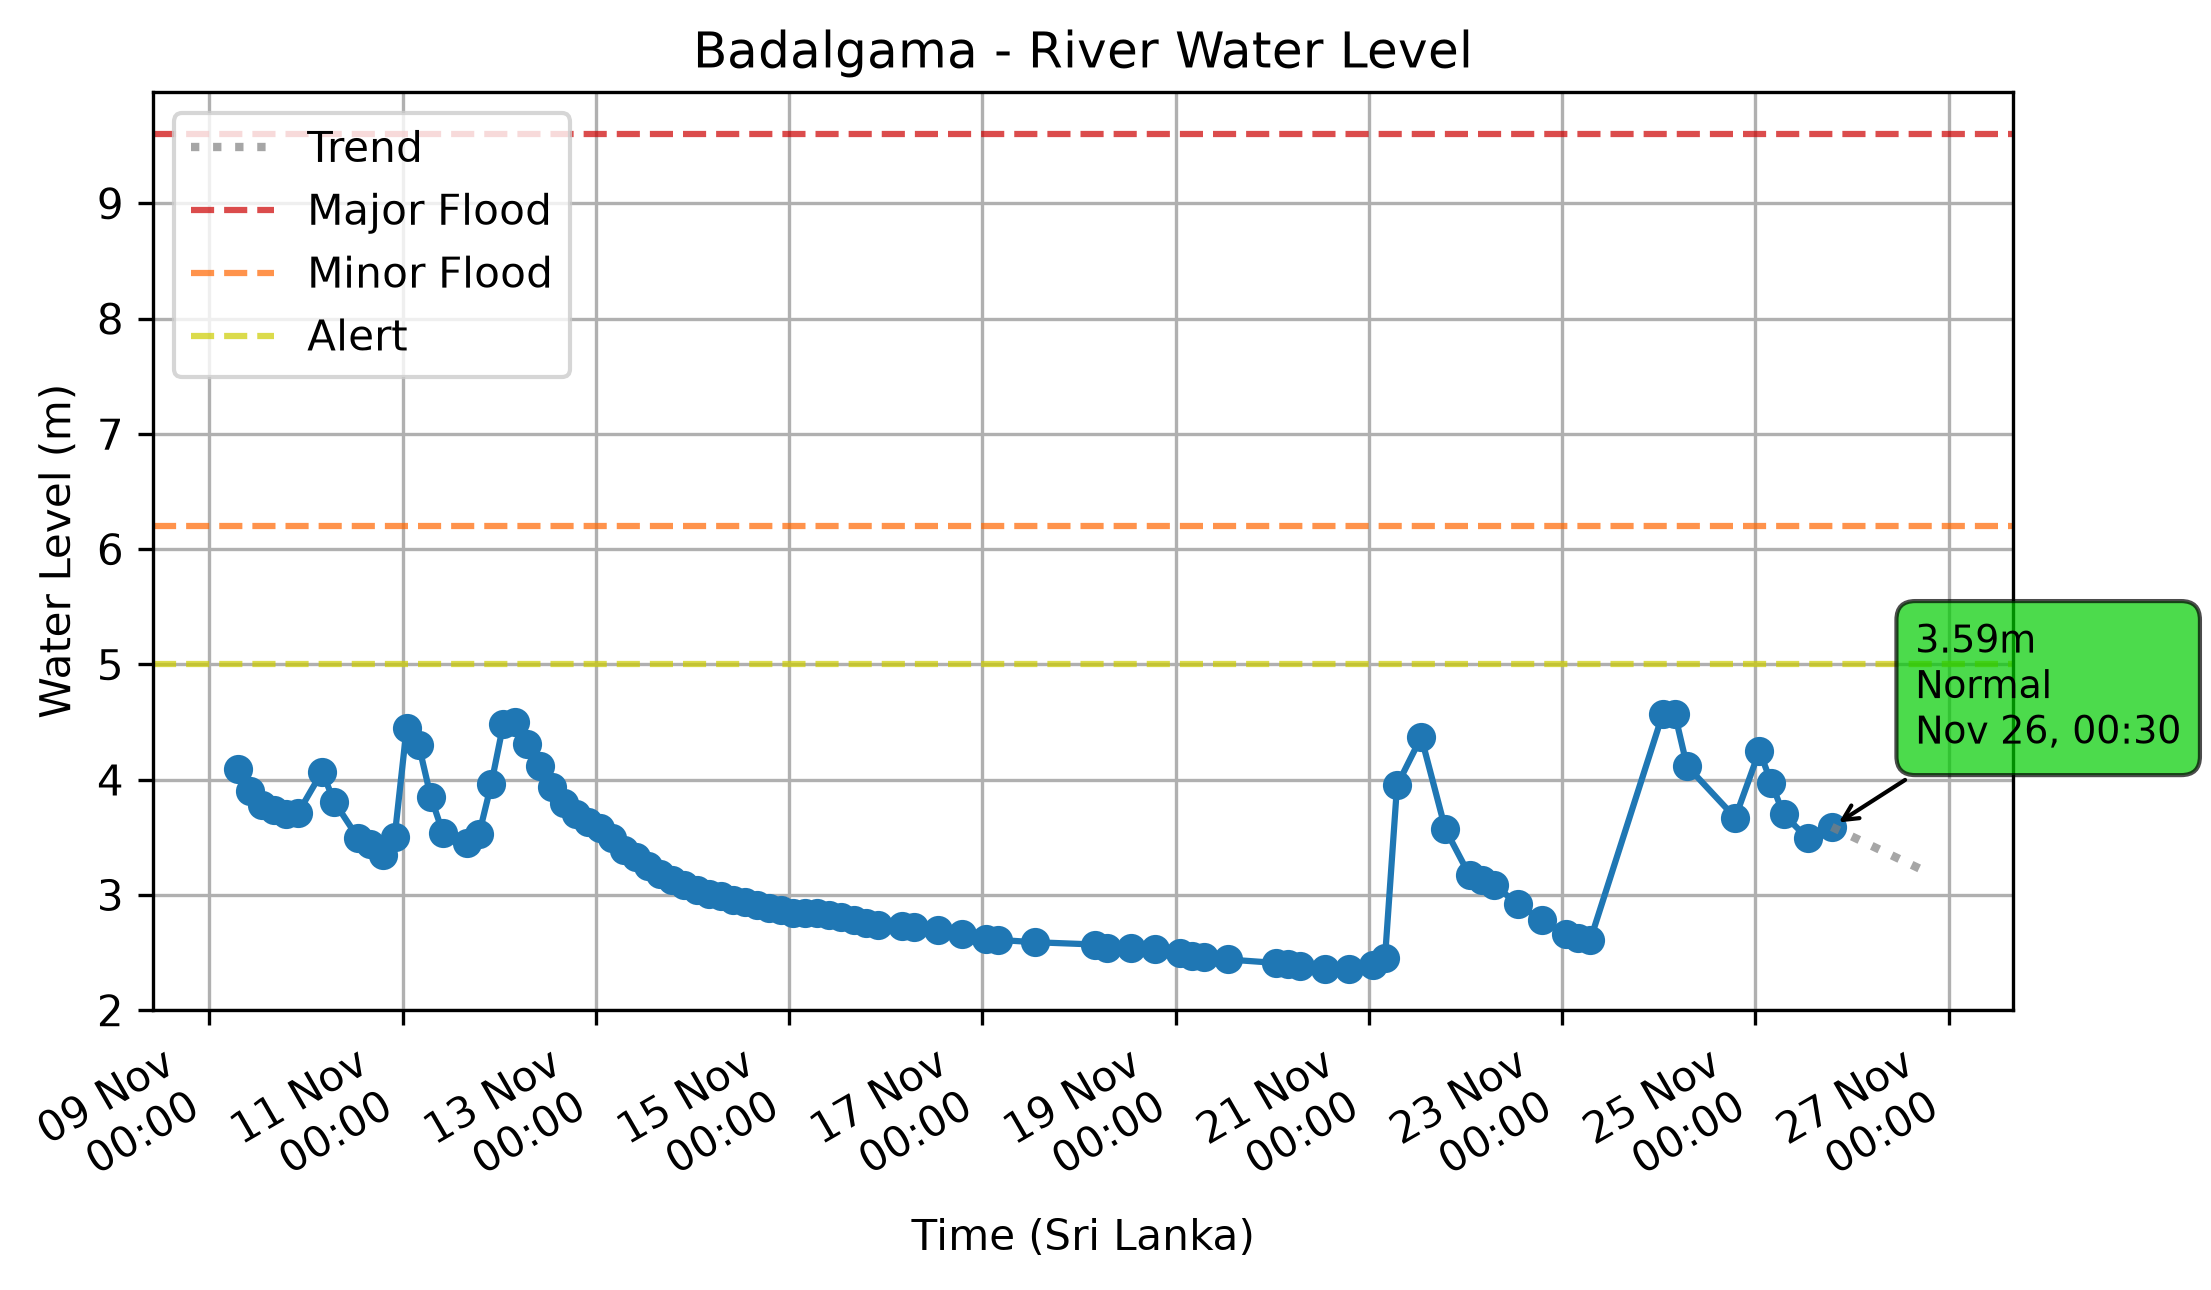 Badalgama - River Water Level
Trend
Major Flood
Minor Flood
Alert
9
8
7
6
5
4
3
2
Water Level (m)
3.59m
Normal
Nov 26, 00:30
09 Nov
00:00
11 Nov
00:00
13 Nov
00:00
15 Nov
00:00
17 Nov
00:00
19 Nov
00:00
21 Nov
00:00
23 Nov
00:00
25 Nov
00:00
27 Nov
00:00
Time (Sri Lanka)